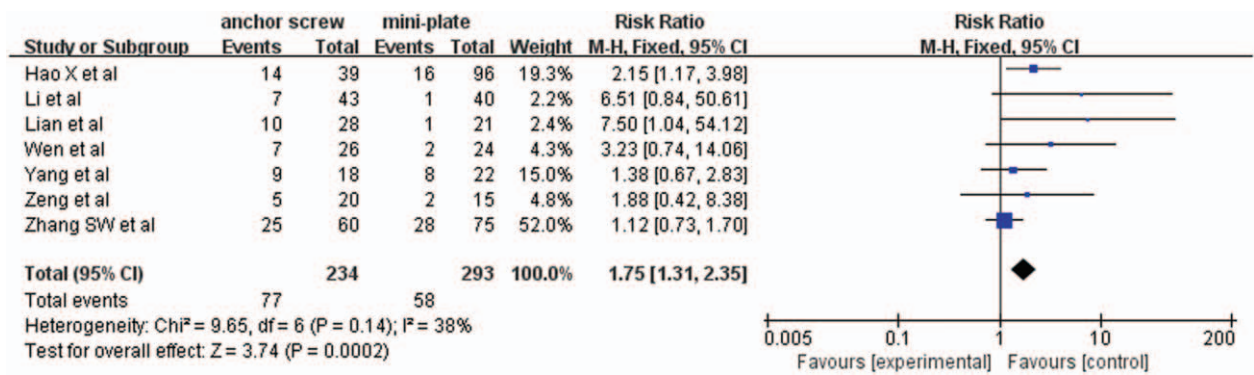 anchor screw mini-plate Risk Ratio Risk Ratio
Study or Subgroup Events Total Events Total Weight M-H, Fixed, 95% CI M-H, Fixed, 95% CI
Hao X et al 14 39 16 96 19.3% 2.15 [1.17, 3.98]
Li et al 7 43 1 40 2.2% 6.51 [0.84, 50.61]
Lian et al 10 28 1 21 2.4% 7.50 [1.04, 54.12]
Wen et al 7 26 2 24 4.3% 3.23 [0.74, 14.06]
Yang et al 9 18 8 22 15.0% 1.38 [0.67, 2.83]
Zeng et al 5 20 2 15 4.8% 1.88 [0.42, 8.38]
Zhang SW et al 25 60 28 75 52.0% 1.12 [0.73, 1.70]
Total (95% CI) 234 293 100.0% 1.75 [1.31, 2.35]
Total events 77 58
Heterogeneity: Chi² = 9.65, df = 6 (P = 0.14); I² = 38%
Test for overall effect: Z = 3.74 (P = 0.0002)
0.005 0.1 1 10 200
Favours [experimental] Favours [control]